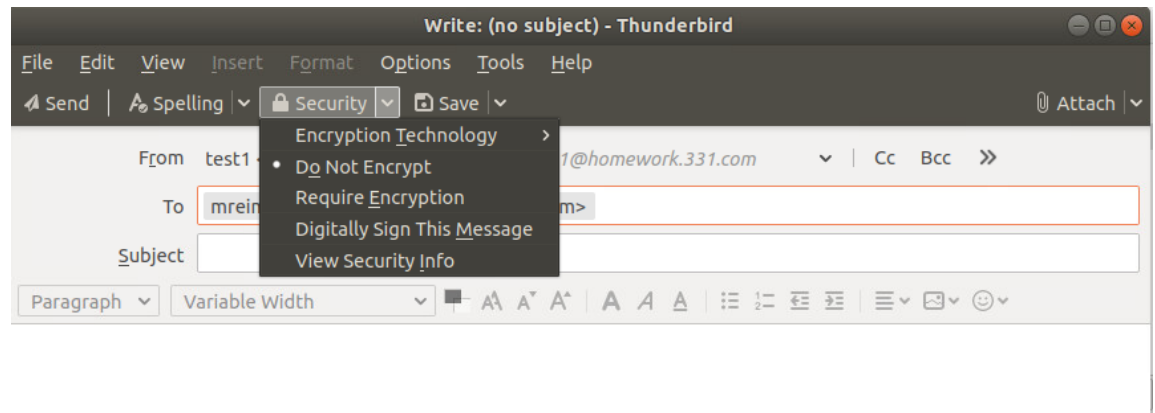 Write: (no subject) - Thunderbird
File Edit View Insert Format Options Tools Help
Send Spelling Security Save Attach
Encryption Technology
From test1 1@homework.331.com Cc Bcc
Do Not Encrypt
Require Encryption
To mrein m>
Digitally Sign This Message
Subject
View Security Info
Paragraph Variable Width